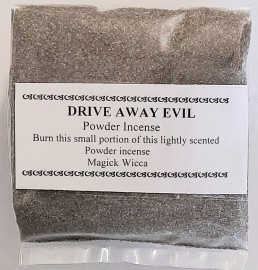 DRIVE AWAY EVIL
Powder Incense
Burn this small portion of this lightly scented
Powder incense
Magick Wicca